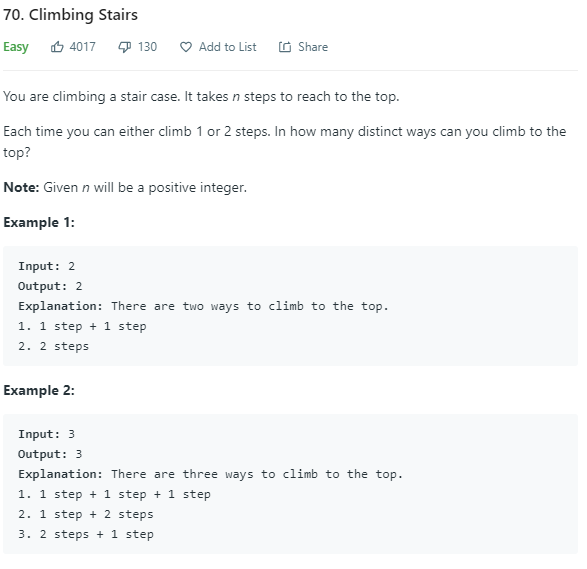 70. Climbing Stairs
Easy 4017 130 Add to List Share
You are climbing a stair case. It takes n steps to reach to the top.
Each time you can either climb 1 or 2 steps. In how many distinct ways can you climb to the
top?
Note: Given n will be a positive integer.
Example 1:
Input: 2
Output: 2
Explanation: There are two ways to climb to the top.
1. 1 step + 1 step
2. 2 steps
Example 2:
Input: 3
Output: 3
Explanation: There are three ways to climb to the top.
1. 1 step + 1 step + 1 step
2. 1 step + 2 steps
3. 2 steps + 1 step